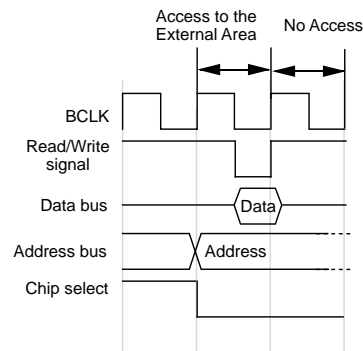 Access to the
External Area
No Access
BCLK
Read/Write
signal
Data bus
Data
Address bus
Address
Chip select